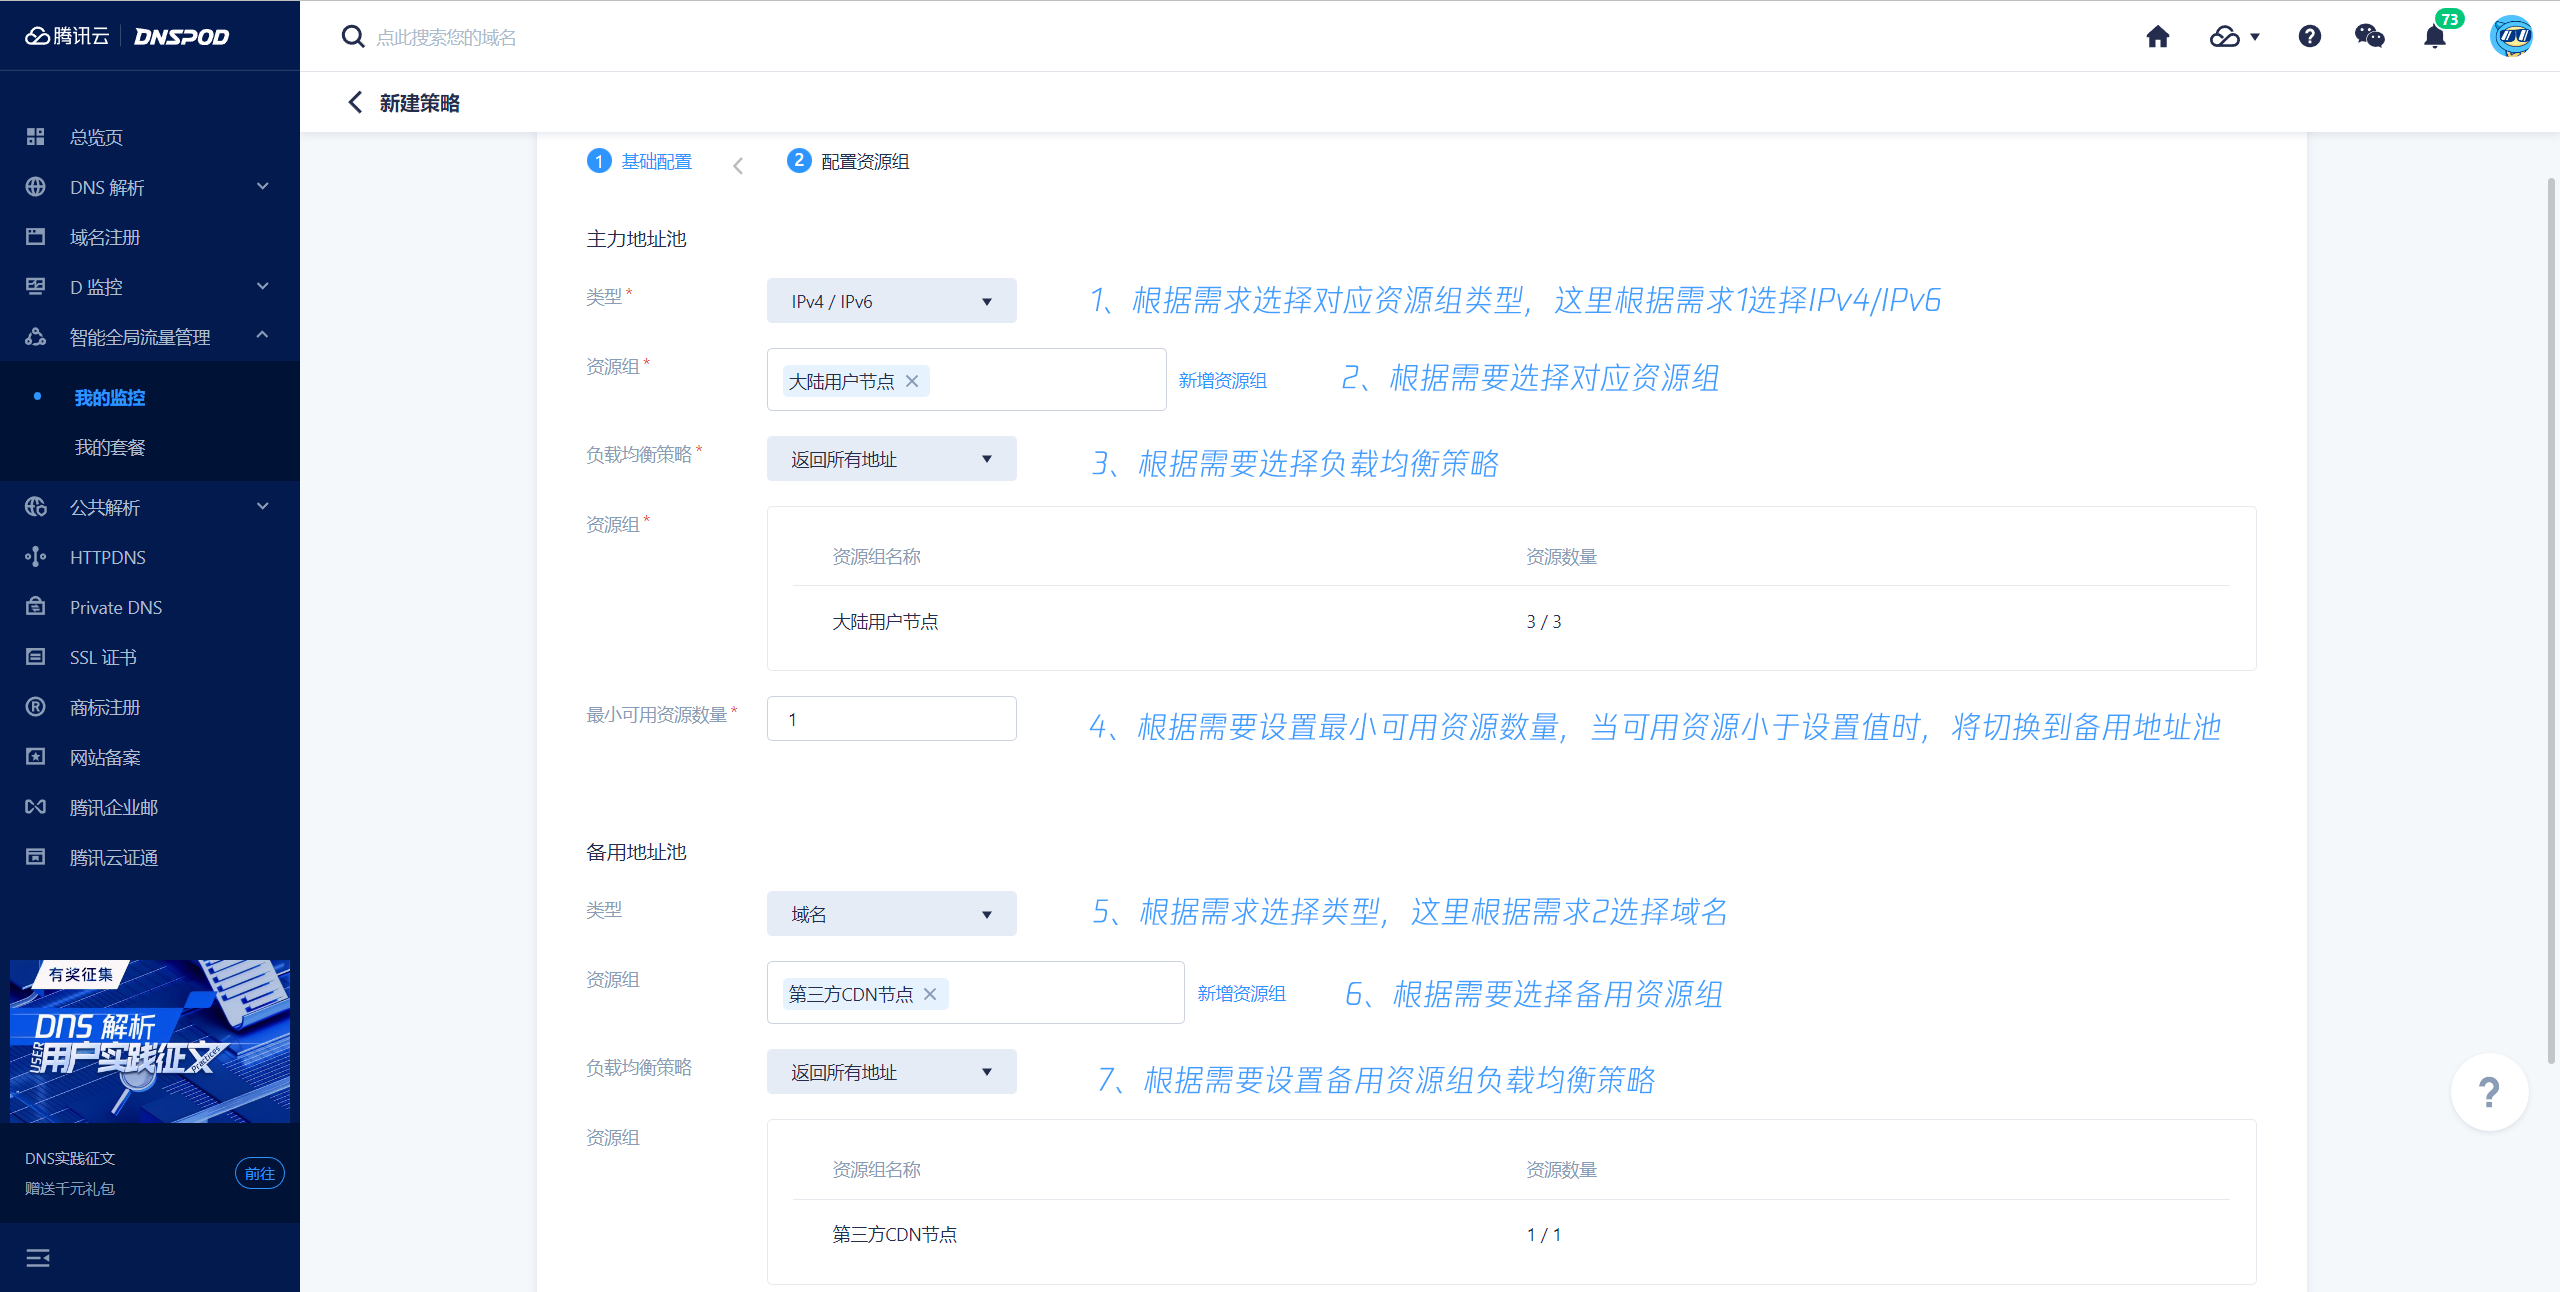 腾讯云 DNSPOD
点此搜索您的域名
73
新建策略
总览页
DNS 解析
域名注册
D 监控
智能全局流量管理
我的监控
我的套餐
公共解析
HTTPDNS
Private DNS
SSL 证书
商标注册
网站备案
腾讯企业邮
腾讯云证通
有奖征集
DNS 解析
USER
用户实践征文
PRACTICES
DNS实践征文
赠送千元礼包
前往
1 基础配置
2 配置资源组
主力地址池
类型* IPv4 / IPv6 1、根据需求选择对应资源组类型，这里根据需求1选择IPv4/IPv6
资源组* 大陆用户节点 新增资源组 2、根据需要选择对应资源组
负载均衡策略* 返回所有地址 3、根据需要选择负载均衡策略
资源组*
资源组名称 资源数量
大陆用户节点 3 / 3
最小可用资源数量* 1 4、根据需要设置最小可用资源数量，当可用资源小于设置值时，将切换到备用地址池
备用地址池
类型 域名 5、根据需求选择类型，这里根据需求2选择域名
资源组 第三方CDN节点 新增资源组 6、根据需要选择备用资源组
负载均衡策略 返回所有地址 7、根据需要设置备用资源组负载均衡策略
资源组
资源组名称 资源数量
第三方CDN节点 1 / 1
?